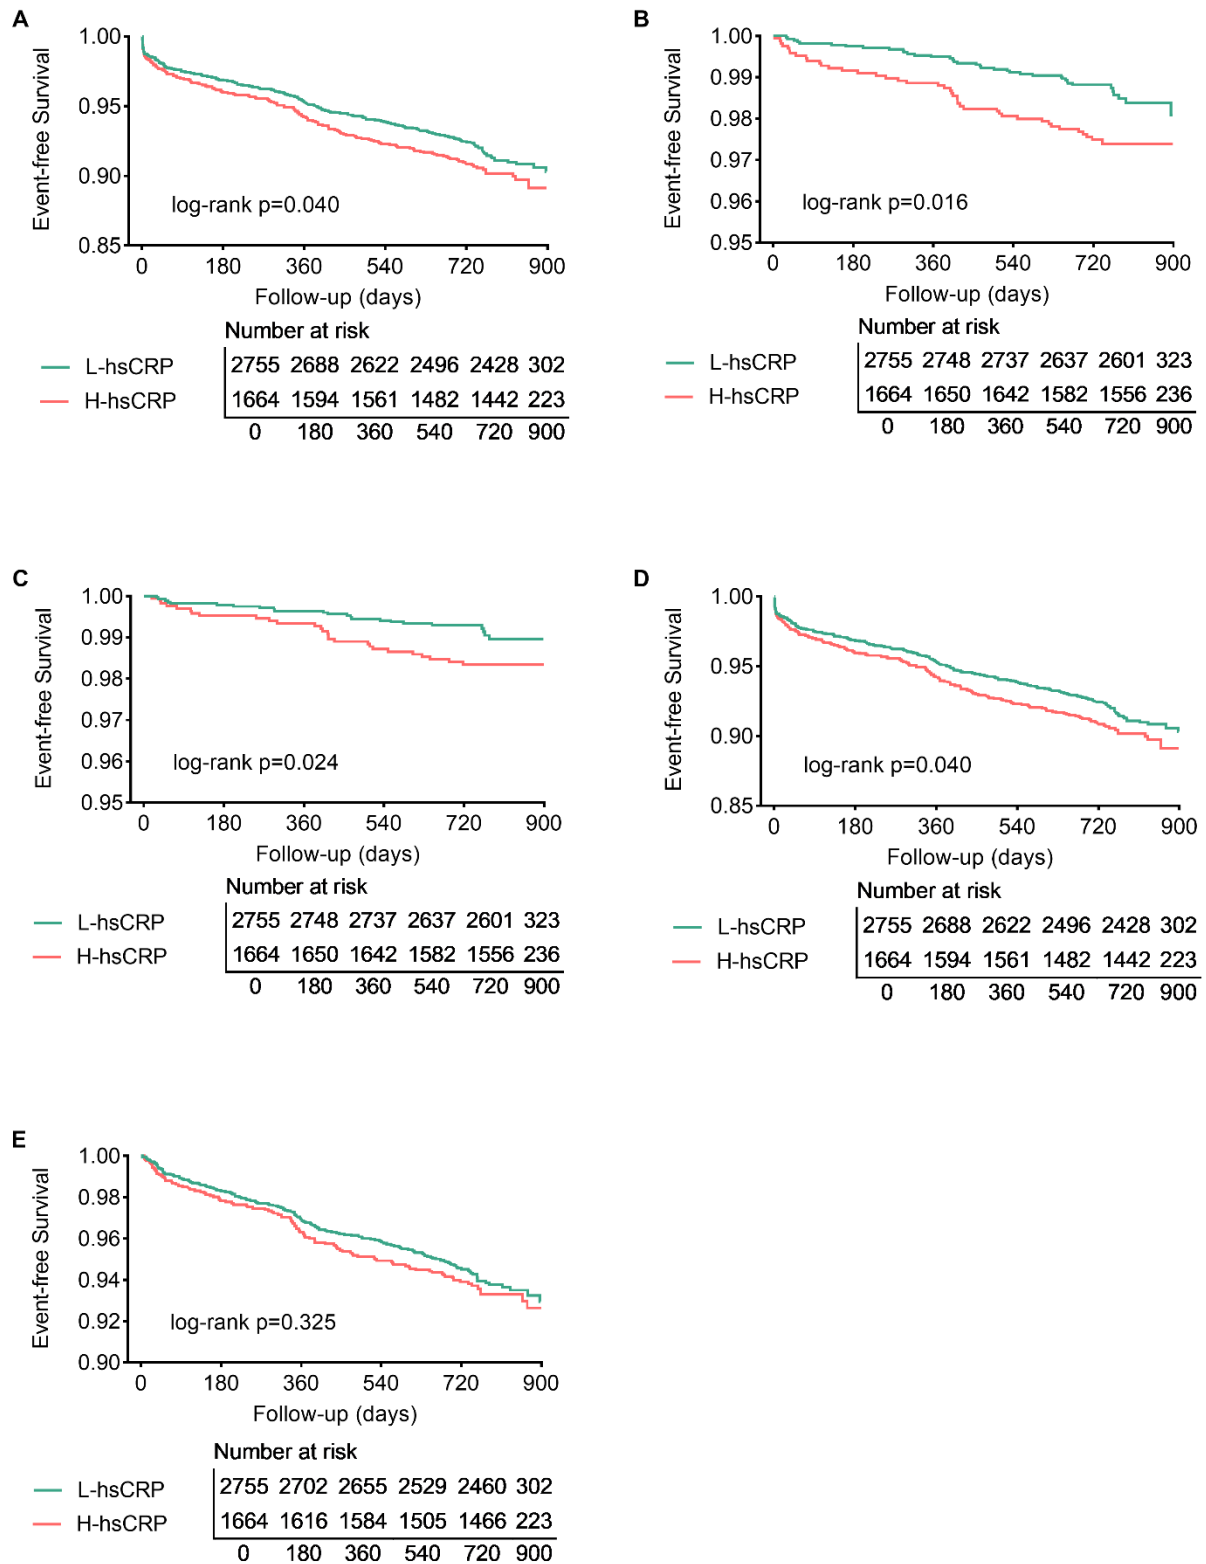 A
Event-free Survival
1.00
0.95
0.90
0.85
log-rank p=0.040
0 180 360 540 720 900
Follow-up (days)
Number at risk
L-hsCRP 2755 2688 2622 2496 2428 302
H-hsCRP 1664 1594 1561 1482 1442 223
0 180 360 540 720 900
B
Event-free Survival
1.00
0.99
0.98
0.97
0.96
0.95
log-rank p=0.016
0 180 360 540 720 900
Follow-up (days)
Number at risk
L-hsCRP 2755 2748 2737 2637 2601 323
H-hsCRP 1664 1650 1642 1582 1556 236
0 180 360 540 720 900
C
Event-free Survival
1.00
0.99
0.98
0.97
0.96
0.95
log-rank p=0.024
0 180 360 540 720 900
Follow-up (days)
Number at risk
L-hsCRP 2755 2748 2737 2637 2601 323
H-hsCRP 1664 1650 1642 1582 1556 236
0 180 360 540 720 900
D
Event-free Survival
1.00
0.95
0.90
0.85
log-rank p=0.040
0 180 360 540 720 900
Follow-up (days)
Number at risk
L-hsCRP 2755 2688 2622 2496 2428 302
H-hsCRP 1664 1594 1561 1482 1442 223
0 180 360 540 720 900
E
Event-free Survival
1.00
0.98
0.96
0.94
0.92
0.90
log-rank p=0.325
0 180 360 540 720 900
Follow-up (days)
Number at risk
L-hsCRP 2755 2702 2655 2529 2460 302
H-hsCRP 1664 1616 1584 1505 1466 223
0 180 360 540 720 900